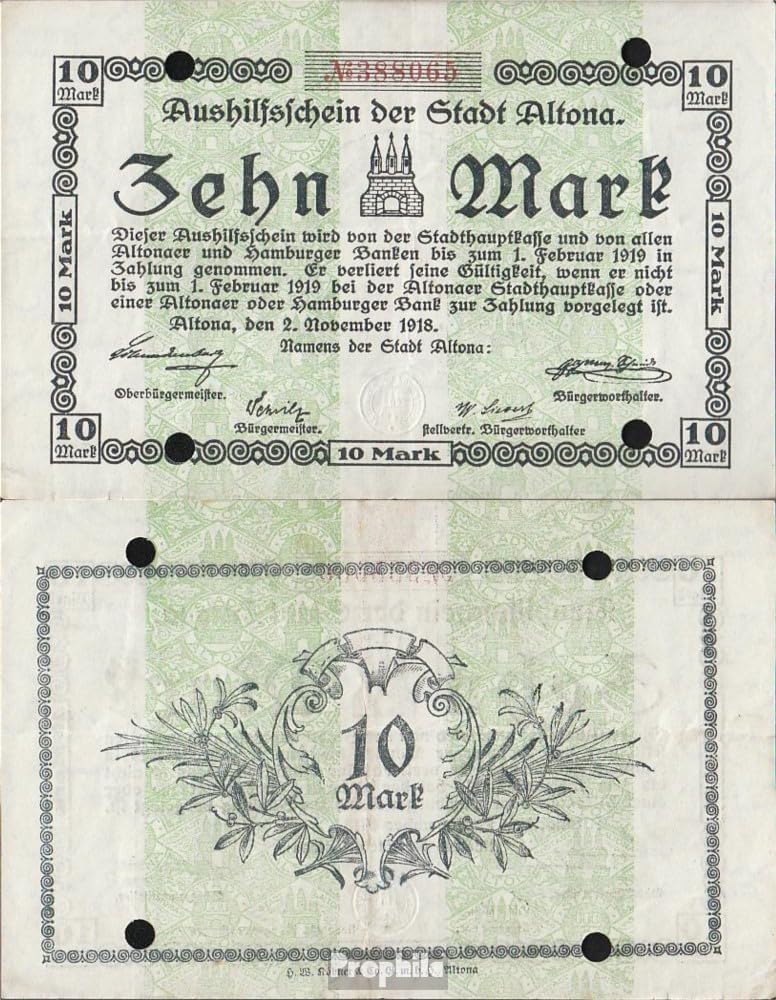 №388065
10 Mark
10 Mark
Aushilfsschein der Stadt Altona.
Zehn Mark
Dieser Aushilfsschein wird von der Stadthauptkasse und von allen
Altonaer und Hamburger Banken bis zum 1. Februar 1919 in
Zahlung genommen. Er verliert seine Gültigkeit, wenn er nicht
bis zum 1. Februar 1919 bei der Altonaer Stadthauptkasse oder
einer Altonaer oder Hamburger Bank zur Zahlung vorgelegt ist.
Altona, den 2. November 1918.
Namens der Stadt Altona:
10 Mark
10 Mark
Oberbürgermeister.
Bürgerworthalter.
W. Sievert
Bürgermeister.
stellvertr. Bürgerworthalter
10 Mark
10 Mark
10 Mark
10
Mark
H. W. & Co. G. m. b. H., Altona